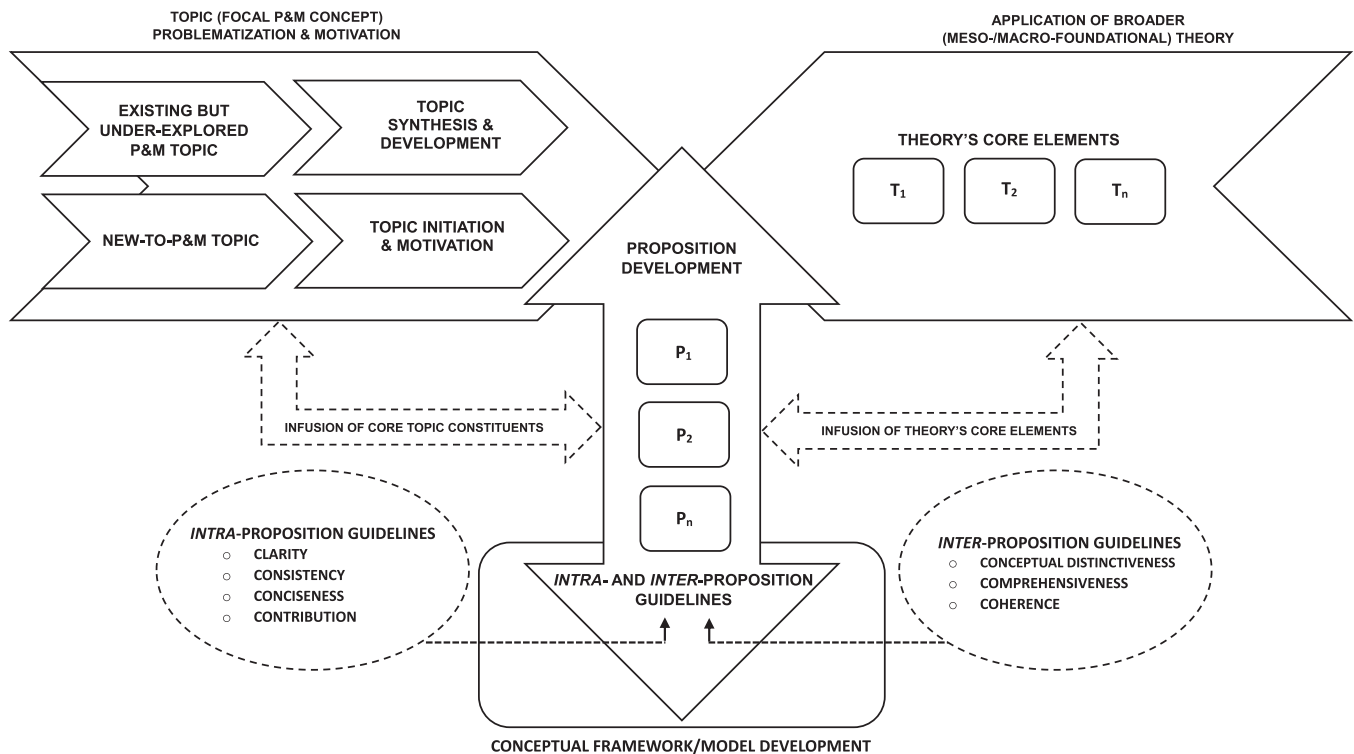 TOPIC (FOCAL P&M CONCEPT)
PROBLEMATIZATION & MOTIVATION
APPLICATION OF BROADER
(MESO-/MACRO-FOUNDATIONAL) THEORY
EXISTING BUT
UNDER-EXPLORED
P&M TOPIC
TOPIC
SYNTHESIS &
DEVELOPMENT
NEW-TO-P&M TOPIC
TOPIC INITIATION
& MOTIVATION
THEORY'S CORE ELEMENTS
T1
T2
Tn
PROPOSITION
DEVELOPMENT
P1
P2
Pn
INFUSION OF CORE TOPIC CONSTITUENTS
INFUSION OF THEORY'S CORE ELEMENTS
INTRA-PROPOSITION GUIDELINES
○ CLARITY
○ CONSISTENCY
○ CONCISENESS
○ CONTRIBUTION
INTRA- AND INTER-PROPOSITION
GUIDELINES
INTER-PROPOSITION GUIDELINES
○ CONCEPTUAL DISTINCTIVENESS
○ COMPREHENSIVENESS
○ COHERENCE
CONCEPTUAL FRAMEWORK/MODEL DEVELOPMENT